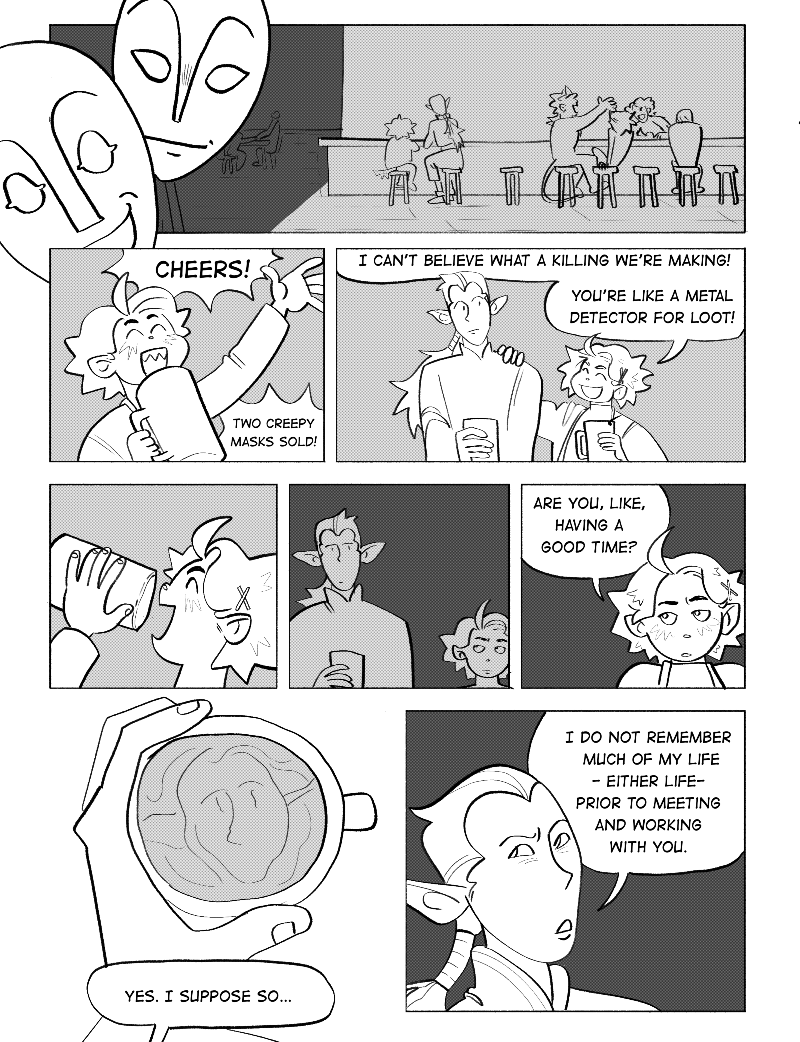 CHEERS!
TWO CREEPY
MASKS SOLD!
I CAN'T BELIEVE WHAT A KILLING WE'RE MAKING!
YOU'RE LIKE A METAL
DETECTOR FOR LOOT!
ARE YOU, LIKE,
HAVING A
GOOD TIME?
YES. I SUPPOSE SO...
I DO NOT REMEMBER
MUCH OF MY LIFE
- EITHER LIFE-
PRIOR TO MEETING
AND WORKING
WITH YOU.